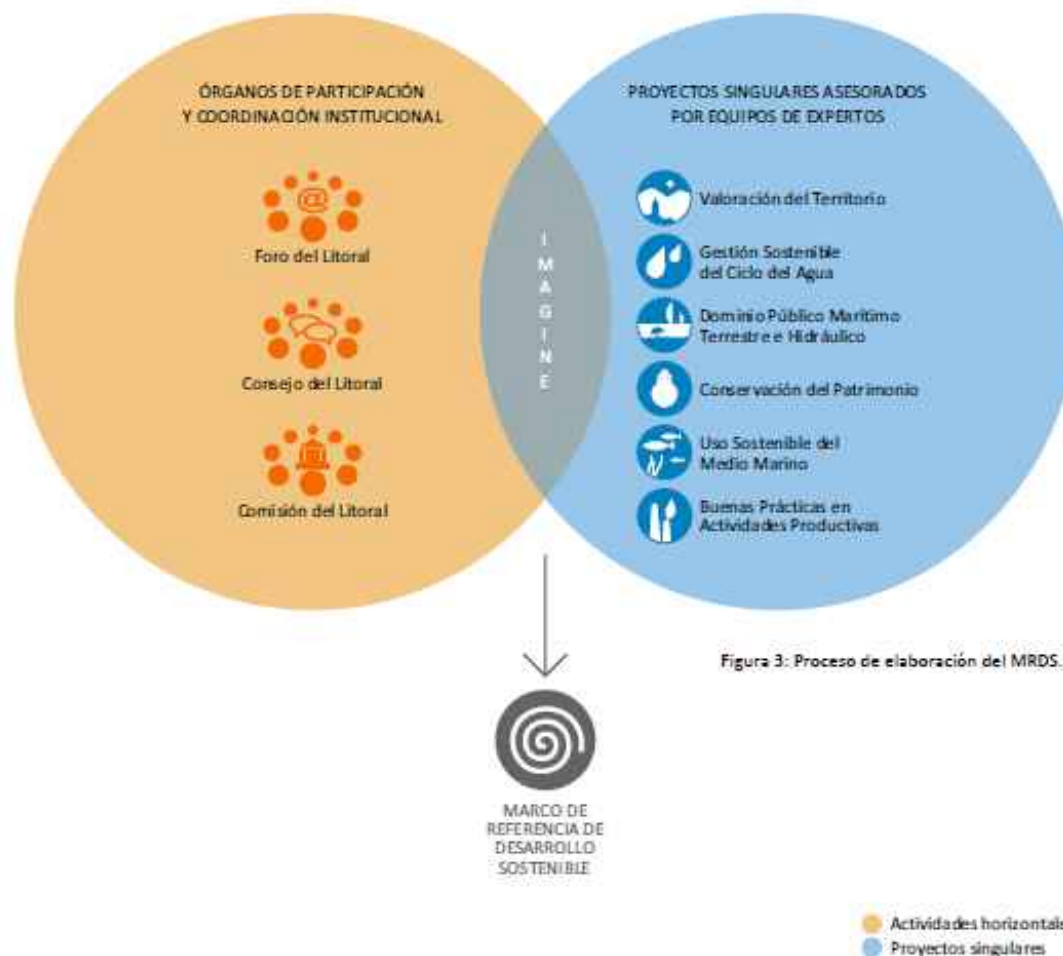 ÓRGANOS DE PARTICIPACIÓN
Y COORDINACIÓN INSTITUCIONAL
@
Foro del Litoral
Consejo del Litoral
Comisión del Litoral
IMAGINE
PROYECTOS SINGULARES ASESORADOS
POR EQUIPOS DE EXPERTOS
Valoración del Territorio
Gestión Sostenible
del Ciclo del Agua
Dominio Público Marítimo
Terrestre e Hidráulico
Conservación del Patrimonio
Uso Sostenible del
Medio Marino
Buenas Prácticas en
Actividades Productivas
Figura 3: Proceso de elaboración del MRDS.
MARCO DE
REFERENCIA DE
DESARROLLO
SOSTENIBLE
Actividades horizontale
Proyectos singulares